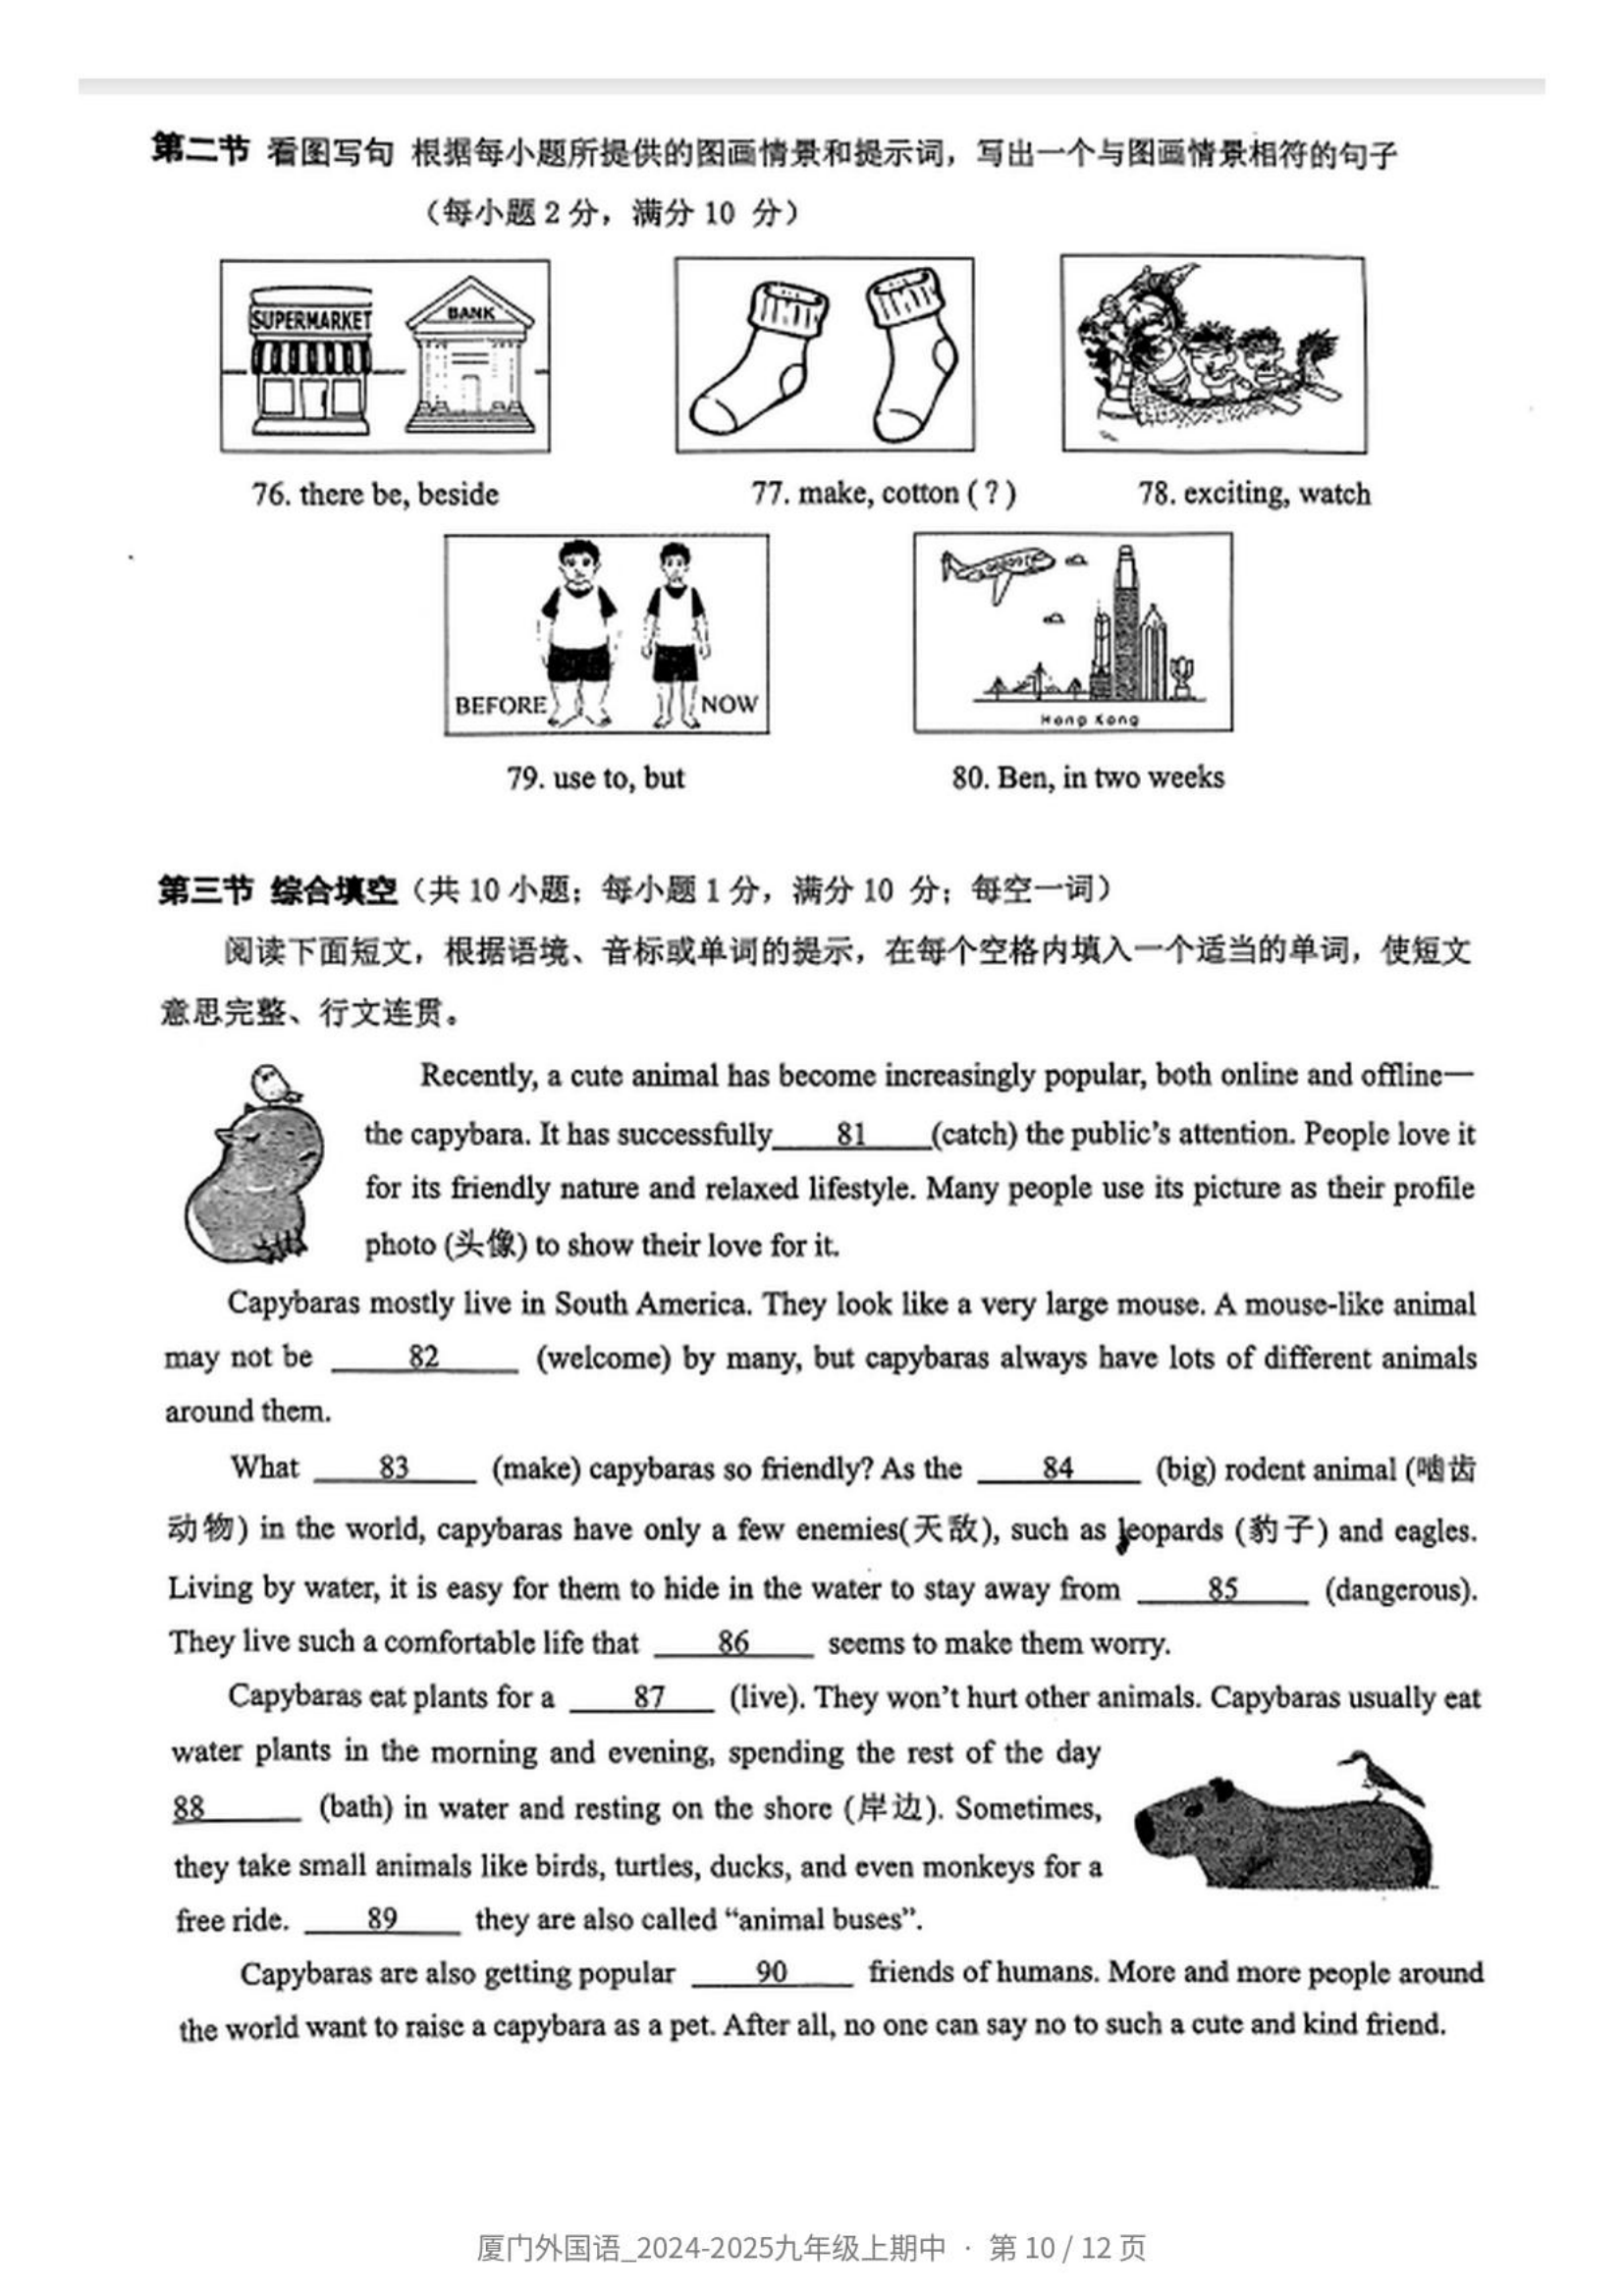 第二节 看图写句 根据每小题所提供的图画情景和提示词，写出一个与图画情景相符的句子
（每小题 2 分，满分 10 分）
SUPERMARKET BANK
76. there be, beside 77. make, cotton (？) 78. exciting, watch
BEFORE NOW
Hong Kong
79. use to, but 80. Ben, in two weeks
第三节 综合填空（共 10 小题；每小题 1 分，满分 10 分；每空一词）
阅读下面短文，根据语境、音标或单词的提示，在每个空格内填入一个适当的单词，使短文
意思完整、行文连贯。
Recently, a cute animal has become increasingly popular, both online and offline—
the capybara. It has successfully 81 (catch) the public's attention. People love it
for its friendly nature and relaxed lifestyle. Many people use its picture as their profile
photo (头像) to show their love for it.
Capybaras mostly live in South America. They look like a very large mouse. A mouse-like animal
may not be 82 (welcome) by many, but capybaras always have lots of different animals
around them.
What 83 (make) capybaras so friendly? As the 84 (big) rodent animal (啮齿
动物) in the world, capybaras have only a few enemies(天敌), such as leopards (豹子) and eagles.
Living by water, it is easy for them to hide in the water to stay away from 85 (dangerous).
They live such a comfortable life that 86 seems to make them worry.
Capybaras eat plants for a 87 (live). They won't hurt other animals. Capybaras usually eat
water plants in the morning and evening, spending the rest of the day
88 (bath) in water and resting on the shore (岸边). Sometimes,
they take small animals like birds, turtles, ducks, and even monkeys for a
free ride. 89 they are also called “animal buses”.
Capybaras are also getting popular 90 friends of humans. More and more people around
the world want to raise a capybara as a pet. After all, no one can say no to such a cute and kind friend.
厦门外国语_2024-2025九年级上期中 · 第 10 / 12 页